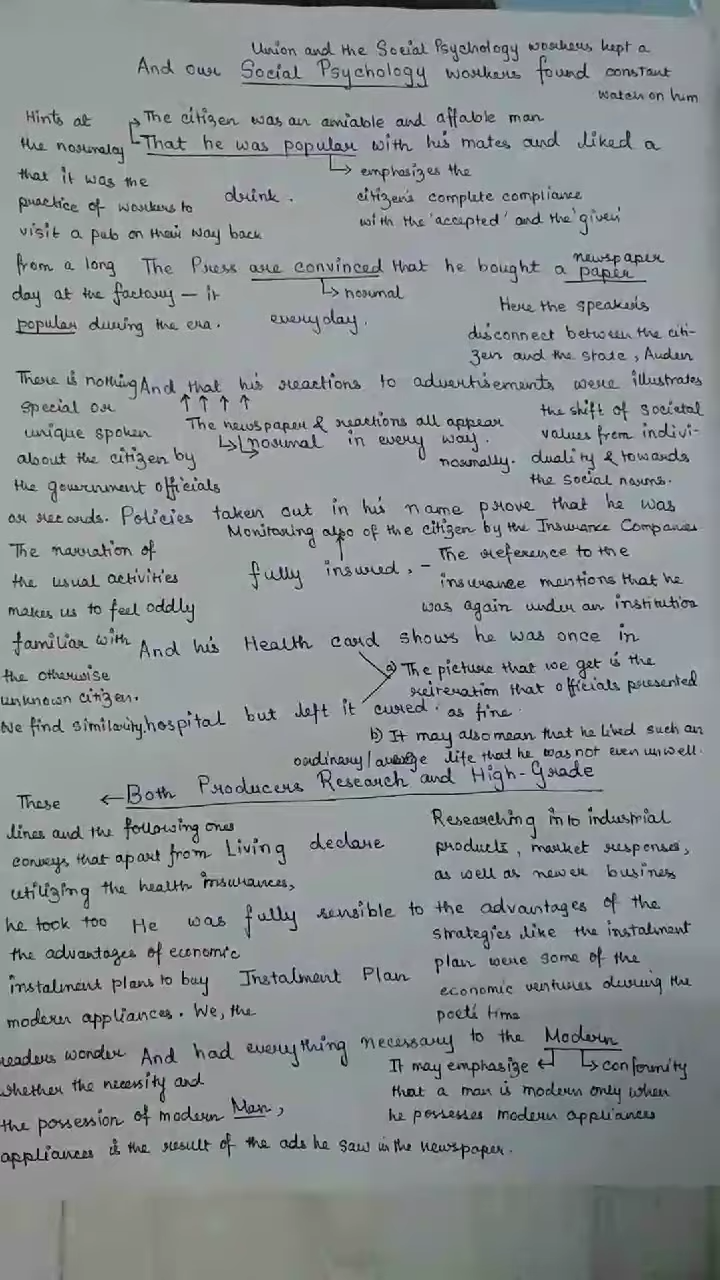 Union and the Social Psychology workers kept a
And our Social Psychology workers found constant
watch on him
Hints at The citizen was an amiable and affable man
the normalcy That he was popular with his mates and liked a
that it was the emphasizes the
practice of workers to drink. citizen's complete compliance
visit a pub on their way back with the 'accepted' and the 'given'
newspaper
from a long The Press are convinced that he bought a paper
day at the factory – it normal Here the speakers
popular during the era. everyday. disconnect between the citi-
zen and the state, Auden
There is nothing And that his reactions to advertisements were illustrates
special or the shift of societal
unique spoken The newspaper & reactions all appear values from indivi-
about the citizen by normal in every way. duality & towards
normally. the social norms.
the government officials
or records. Policies taken out in his name prove that he was
Monitoring also of the citizen by the Insurance Companies
The narration of fully insured, – The reference to the
the usual activities insurance mentions that he
makes us to feel oddly was again under an institution
familiar with And his Health card shows he was once in
the otherwise a) The picture that we get is the
unknown citizen. reiteration that officials presented
We find similarity. hospital but left it cured. as fine.
b) It may also mean that he lived such an
ordinary/average life that he was not even unwell.
These Both Producers Research and High-Grade
lines and the following ones Researching into industrial
conveys that apart from Living declare products, market responses,
utilizing the health insurances, as well as newer business
he took too He was fully sensible to the advantages of the
the advantages of economic strategies like the instalment
instalment plans to buy Instalment Plan plan were some of the
modern appliances. We, the economic ventures during the
poet's time
readers wonder And had everything necessary to the Modern
whether the necessity and It may emphasize conformity
the possession of modern Man, that a man is modern only when
he possesses modern appliances
appliances is the result of the ads he saw in the newspaper.